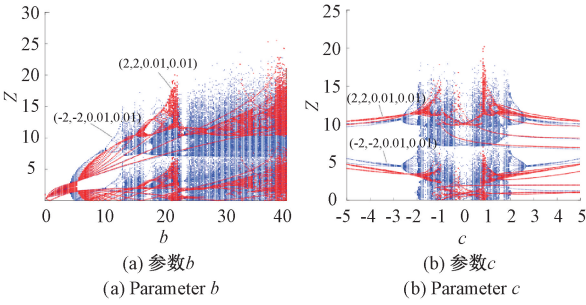 30
25
20
15
10
5
Z
(2,2,0.01,0.01)
(-2,-2,0.01,0.01)
0 10 20 30 40
b
(a) 参数b
(a) Parameter b
25
20
15
10
5
0
Z
(2,2,0.01,0.01)
(-2,-2,0.01,0.01)
-5 -4 -3 -2 -1 0 1 2 3 4 5
c
(b) 参数c
(b) Parameter c